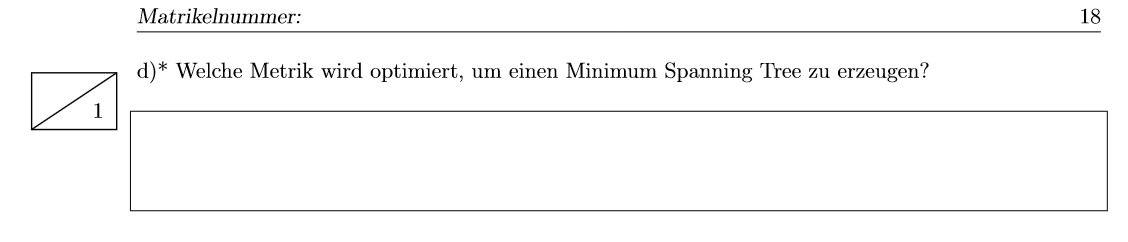 Matrikelnummer: 18
d)* Welche Metrik wird optimiert, um einen Minimum Spanning Tree zu erzeugen?
1